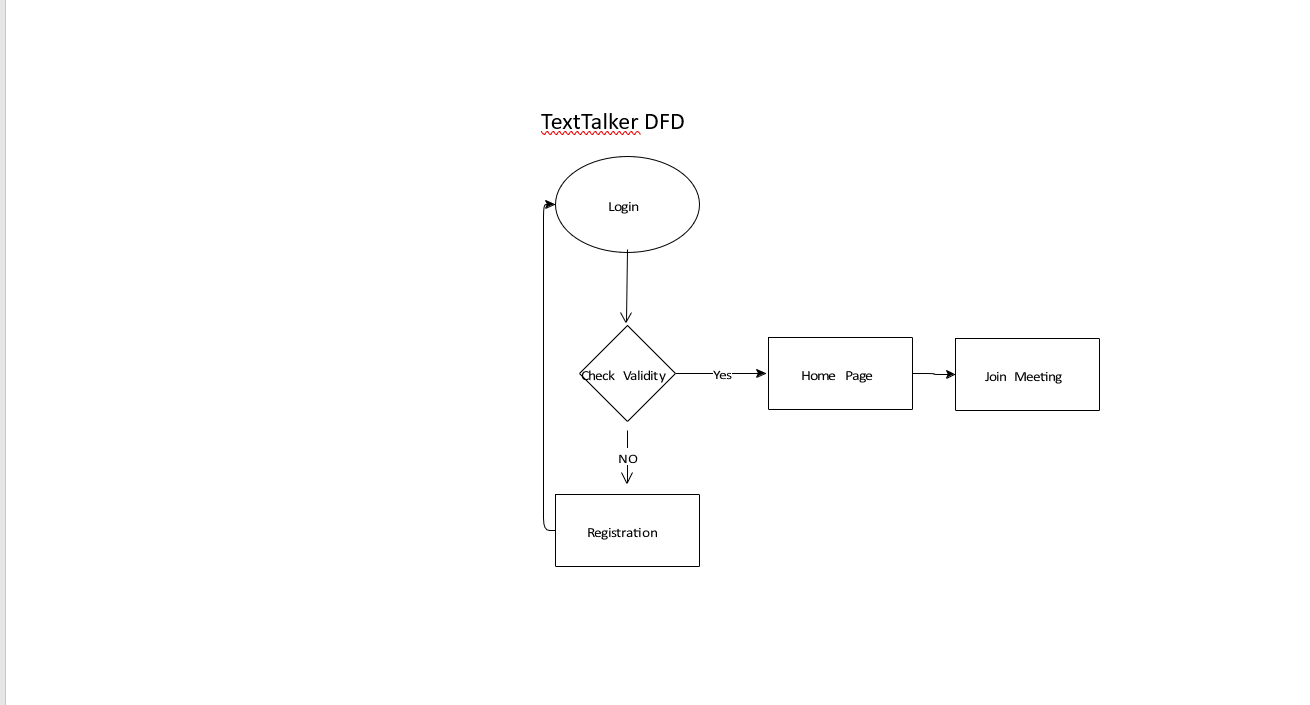 TextTalker DFD
Login
Check Validity
Yes
Home Page
Join Meeting
NO
Registration